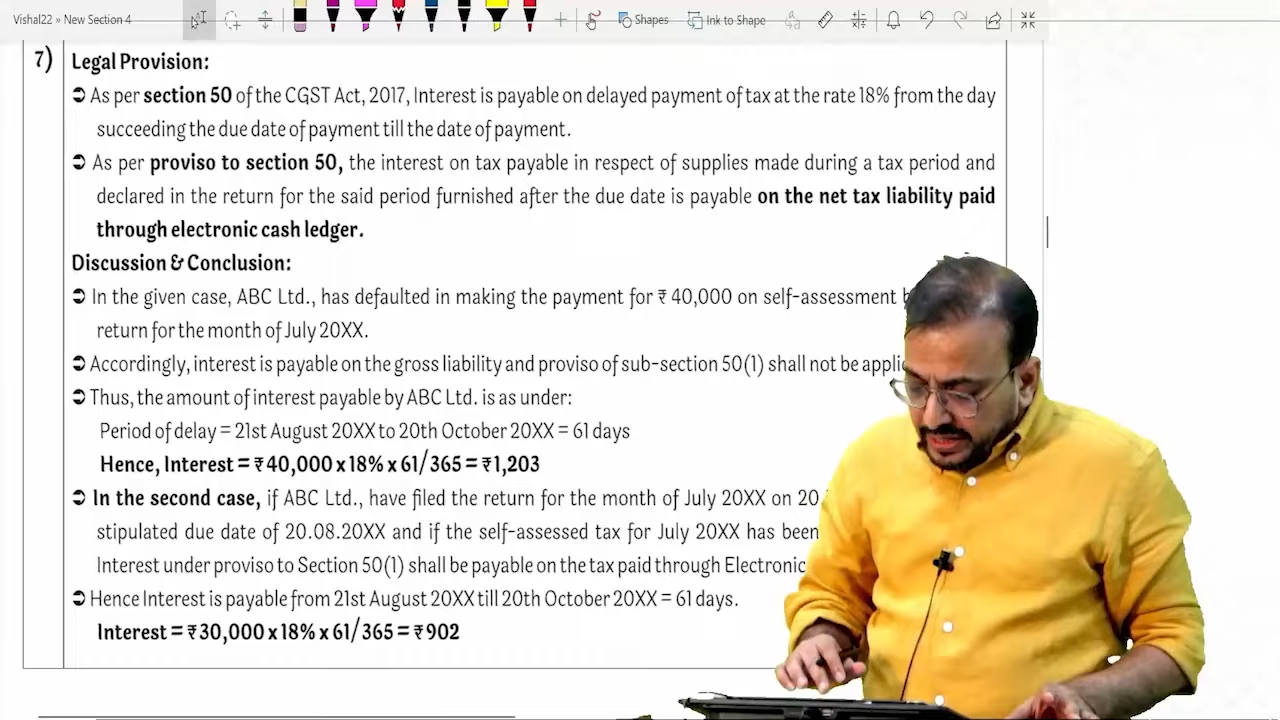 Vishal22 » New Section 4
Shapes
Ink to Shape
7)
Legal Provision:
➲ As per section 50 of the CGST Act, 2017, Interest is payable on delayed payment of tax at the rate 18% from the day
succeeding the due date of payment till the date of payment.
➲ As per proviso to section 50, the interest on tax payable in respect of supplies made during a tax period and
declared in the return for the said period furnished after the due date is payable on the net tax liability paid
through electronic cash ledger.
Discussion & Conclusion:
➲ In the given case, ABC Ltd., has defaulted in making the payment for ₹ 40,000 on self-assessment
return for the month of July 20XX.
➲ Accordingly, interest is payable on the gross liability and proviso of sub-section 50(1) shall not be
➲ Thus, the amount of interest payable by ABC Ltd. is as under:
Period of delay = 21st August 20XX to 20th October 20XX = 61 days
Hence, Interest = ₹40,000 x 18% x 61/365 = ₹1,203
➲ In the second case, if ABC Ltd., have filed the return for the month of July 20XX on 20
stipulated due date of 20.08.20XX and if the self-assessed tax for July 20XX has been
Interest under proviso to Section 50(1) shall be payable on the tax paid through Electronic
➲ Hence Interest is payable from 21st August 20XX till 20th October 20XX = 61 days.
Interest = ₹30,000 x 18% x 61/365 = ₹902